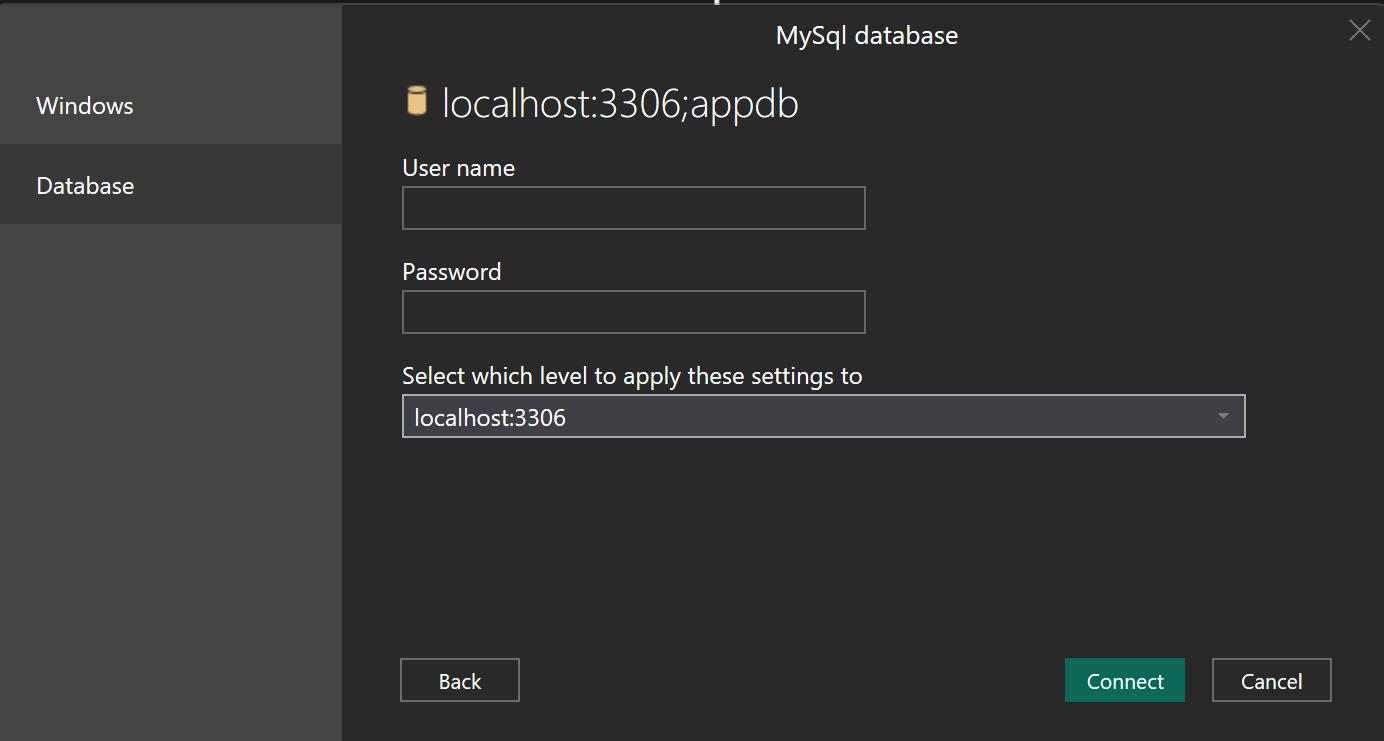 MySql database
Windows
Database
localhost:3306;appdb
User name
Password
Select which level to apply these settings to
localhost:3306
Back
Connect
Cancel